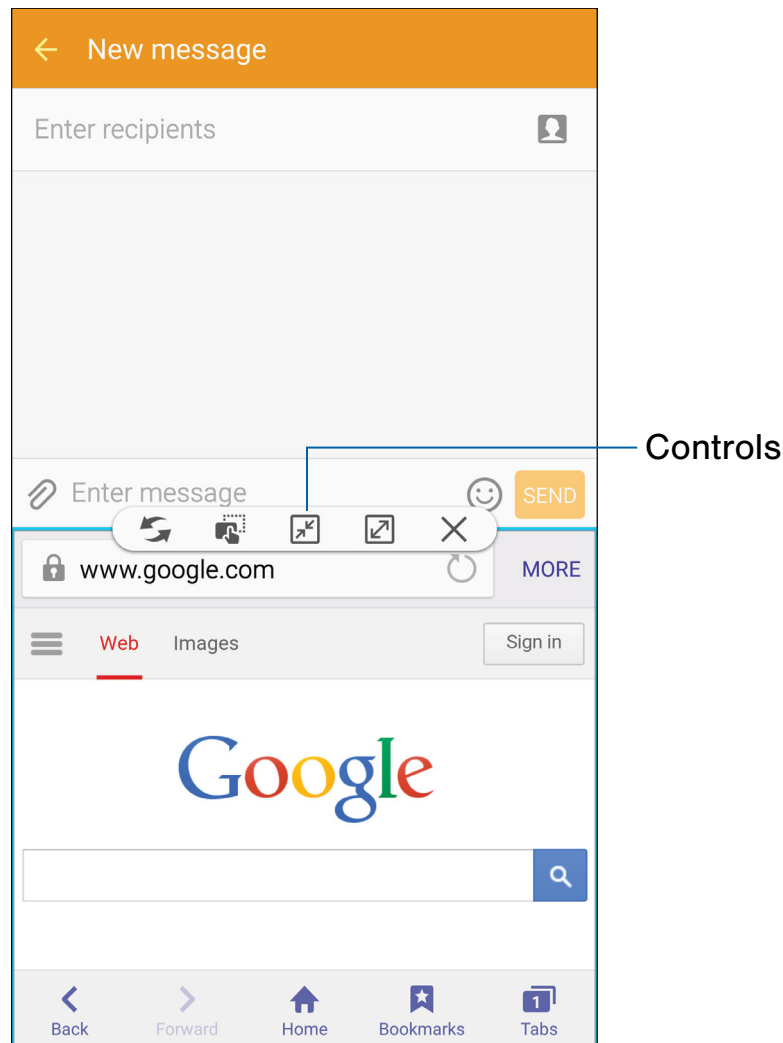 New message
Enter recipients
Controls
Enter message
SEND
www.google.com
MORE
Web
Images
Sign in
Google
1
Back
Forward
Home
Bookmarks
Tabs